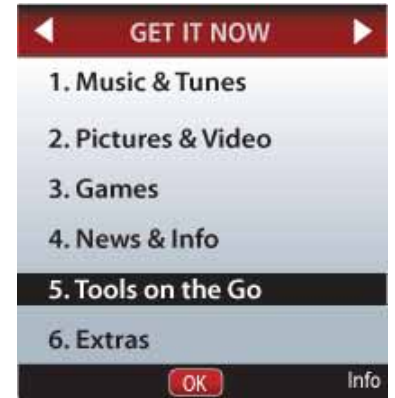 GET IT NOW
1. Music & Tunes
2. Pictures & Video
3. Games
4. News & Info
5. Tools on the Go
6. Extras
OK Info